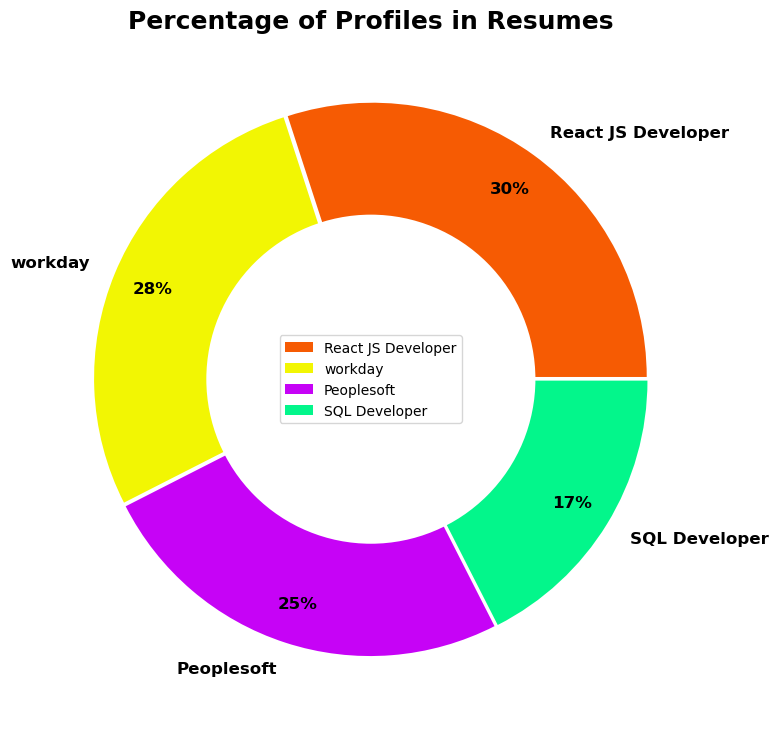 Percentage of Profiles in Resumes
React JS Developer
30%
workday
28%
React JS Developer
workday
Peoplesoft
SQL Developer
17%
SQL Developer
25%
Peoplesoft